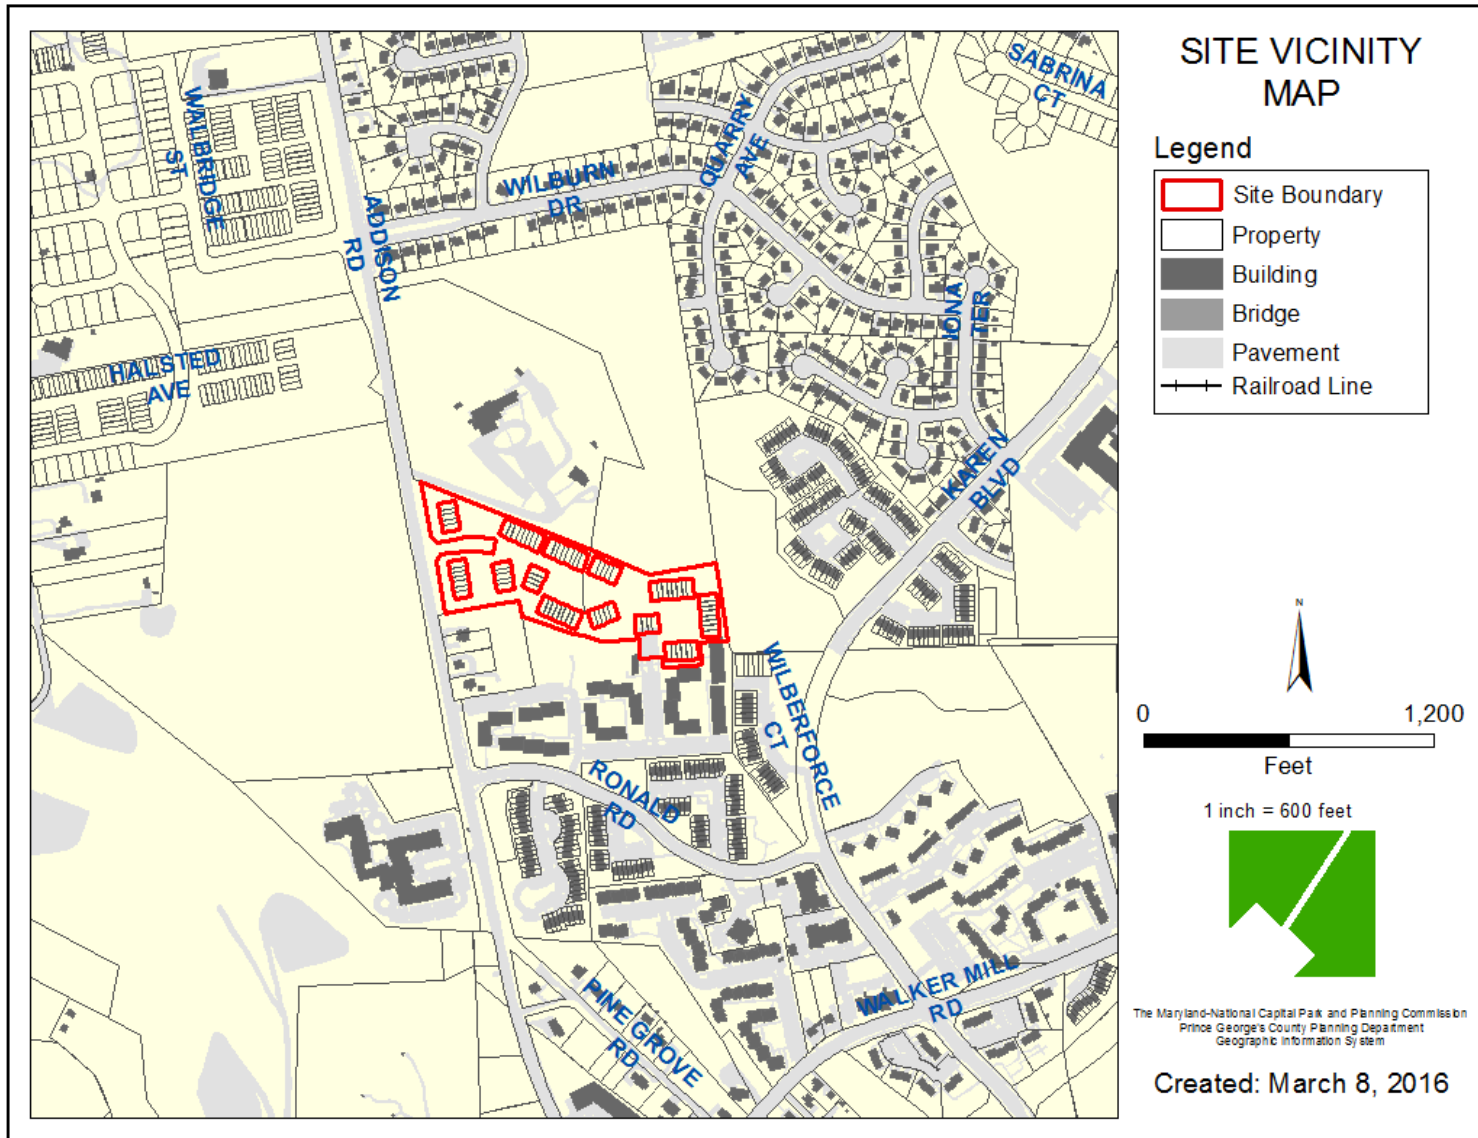 SITE VICINITY
MAP
Legend
Site Boundary
Property
Building
Bridge
Pavement
Railroad Line
N
0 1,200
Feet
1 inch = 600 feet
The Maryland-National Capital Park and Planning Commission
Prince George's County Planning Department
Geographic Information System
Created: March 8, 2016
SABRINA
CT
WALBRIDGE
ST
QUARRY
AVE
WILBURN
DR
ADDISON
RD
IONA
TER
HALSTED
AVE
KAREN
BLVD
WILBERFORCE
CT
RONALD
RD
WALKER MILL
RD
PINE GROVE
RD